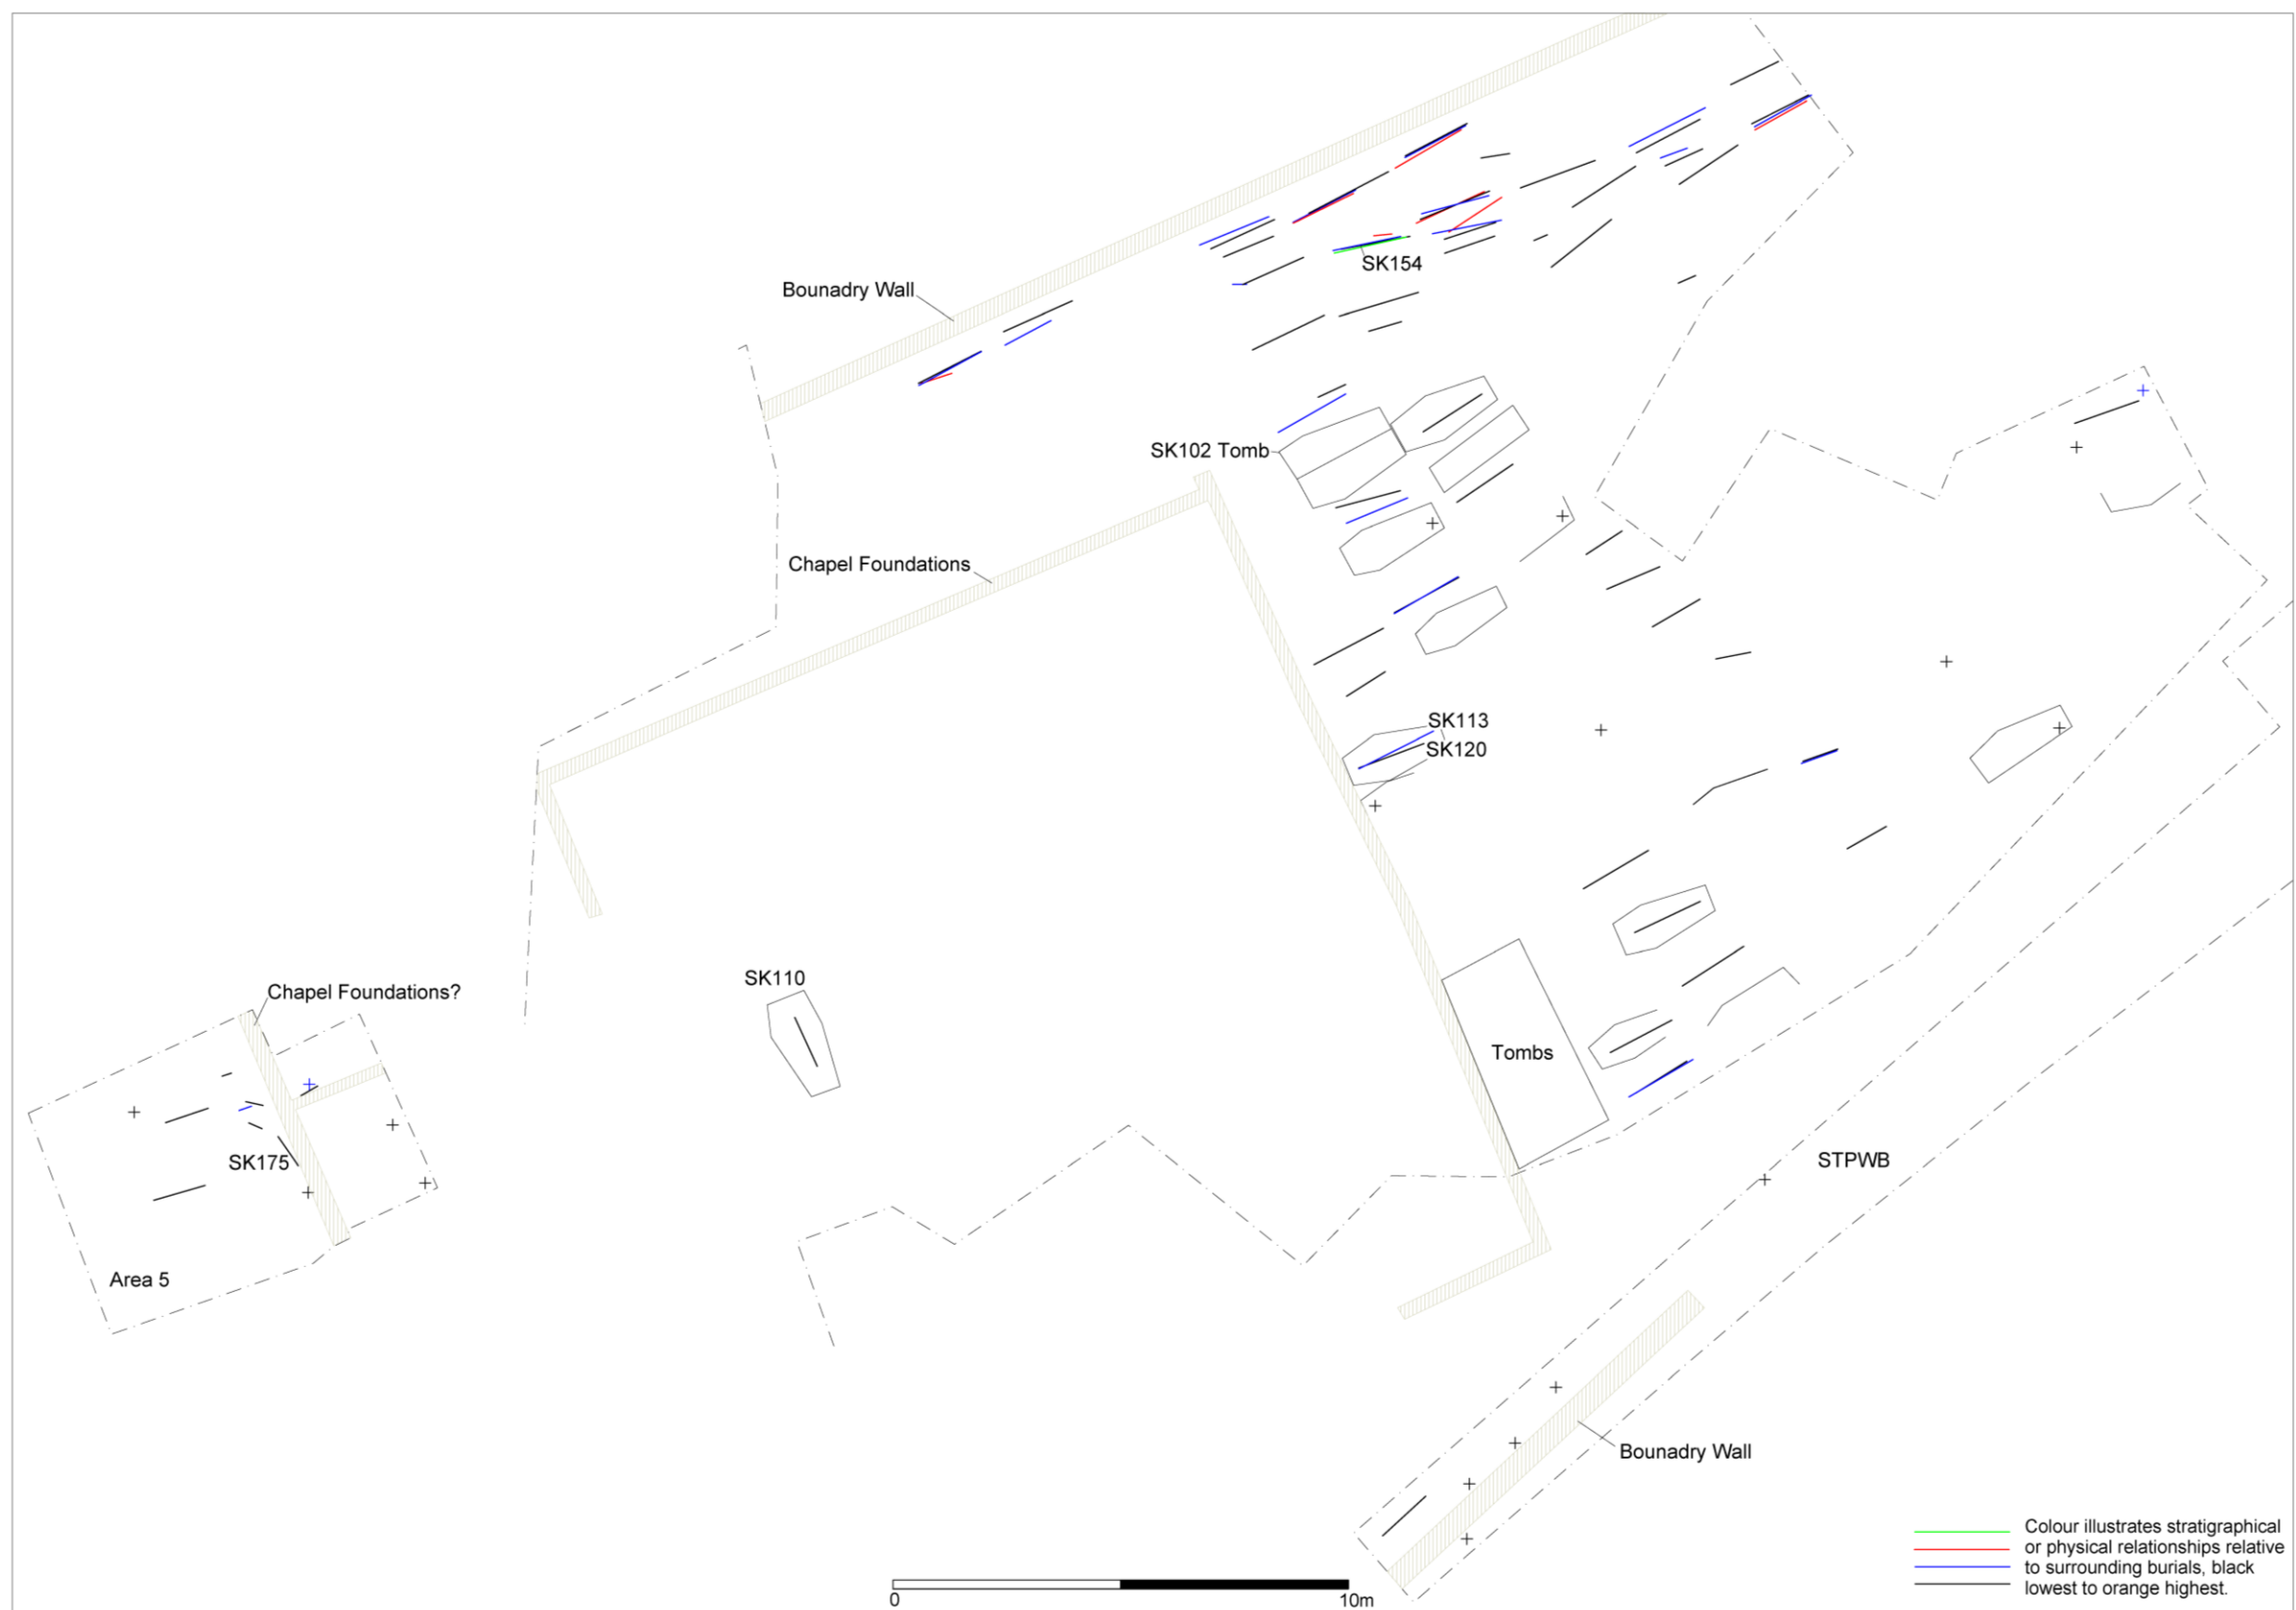 Bounadry Wall
SK154
SK102 Tomb
Chapel Foundations
SK113
SK120
SK110
Chapel Foundations?
Tombs
SK175
STPWB
Area 5
Bounadry Wall
Colour illustrates stratigraphical
or physical relationships relative
to surrounding burials, black
lowest to orange highest.
0
10m